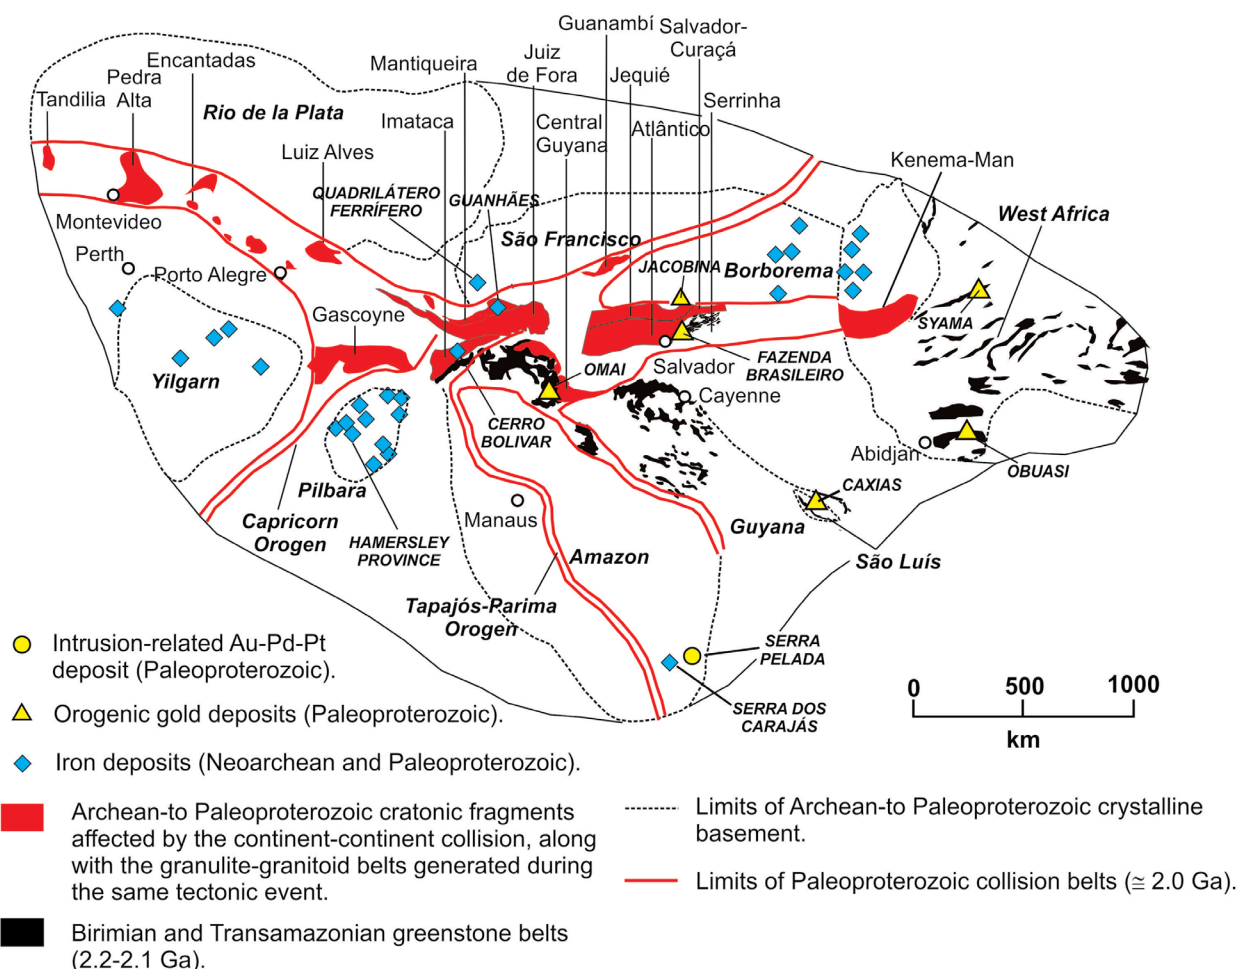 Guanambí
Salvador-
Curaçá
Juiz
de Fora
Mantiqueira
Jequié
Encantadas
Pedra
Alta
Tandilia
Rio de la Plata
Serrinha
Imataca
Central
Guyana
Atlântico
Luiz Alves
Kenema-Man
QUADRILÁTERO
FERRÍFERO
GUANHÃES
West Africa
Montevideo
São Francisco
Perth
Porto Alegre
JACOBINA
Borborema
Gascoyne
SYAMA
Yilgarn
OMAI
Salvador
FAZENDA
BRASILEIRO
Cayenne
CERRO
BOLIVAR
Abidjan
OBUASI
Pilbara
CAXIAS
Capricorn
Orogen
Manaus
HAMERSLEY
PROVINCE
Guyana
Amazon
São Luís
Tapajós-Parima
Orogen
SERRA
PELADA
SERRA DOS
CARAJÁS
0 500 1000
km
Intrusion-related Au-Pd-Pt
deposit (Paleoproterozoic).
Orogenic gold deposits (Paleoproterozoic).
Iron deposits (Neoarchean and Paleoproterozoic).
Archean-to Paleoproterozoic cratonic fragments
affected by the continent-continent collision, along
with the granulite-granitoid belts generated during
the same tectonic event.
Birimian and Transamazonian greenstone belts
(2.2-2.1 Ga).
Limits of Archean-to Paleoproterozoic crystalline
basement.
Limits of Paleoproterozoic collision belts (≅ 2.0 Ga).